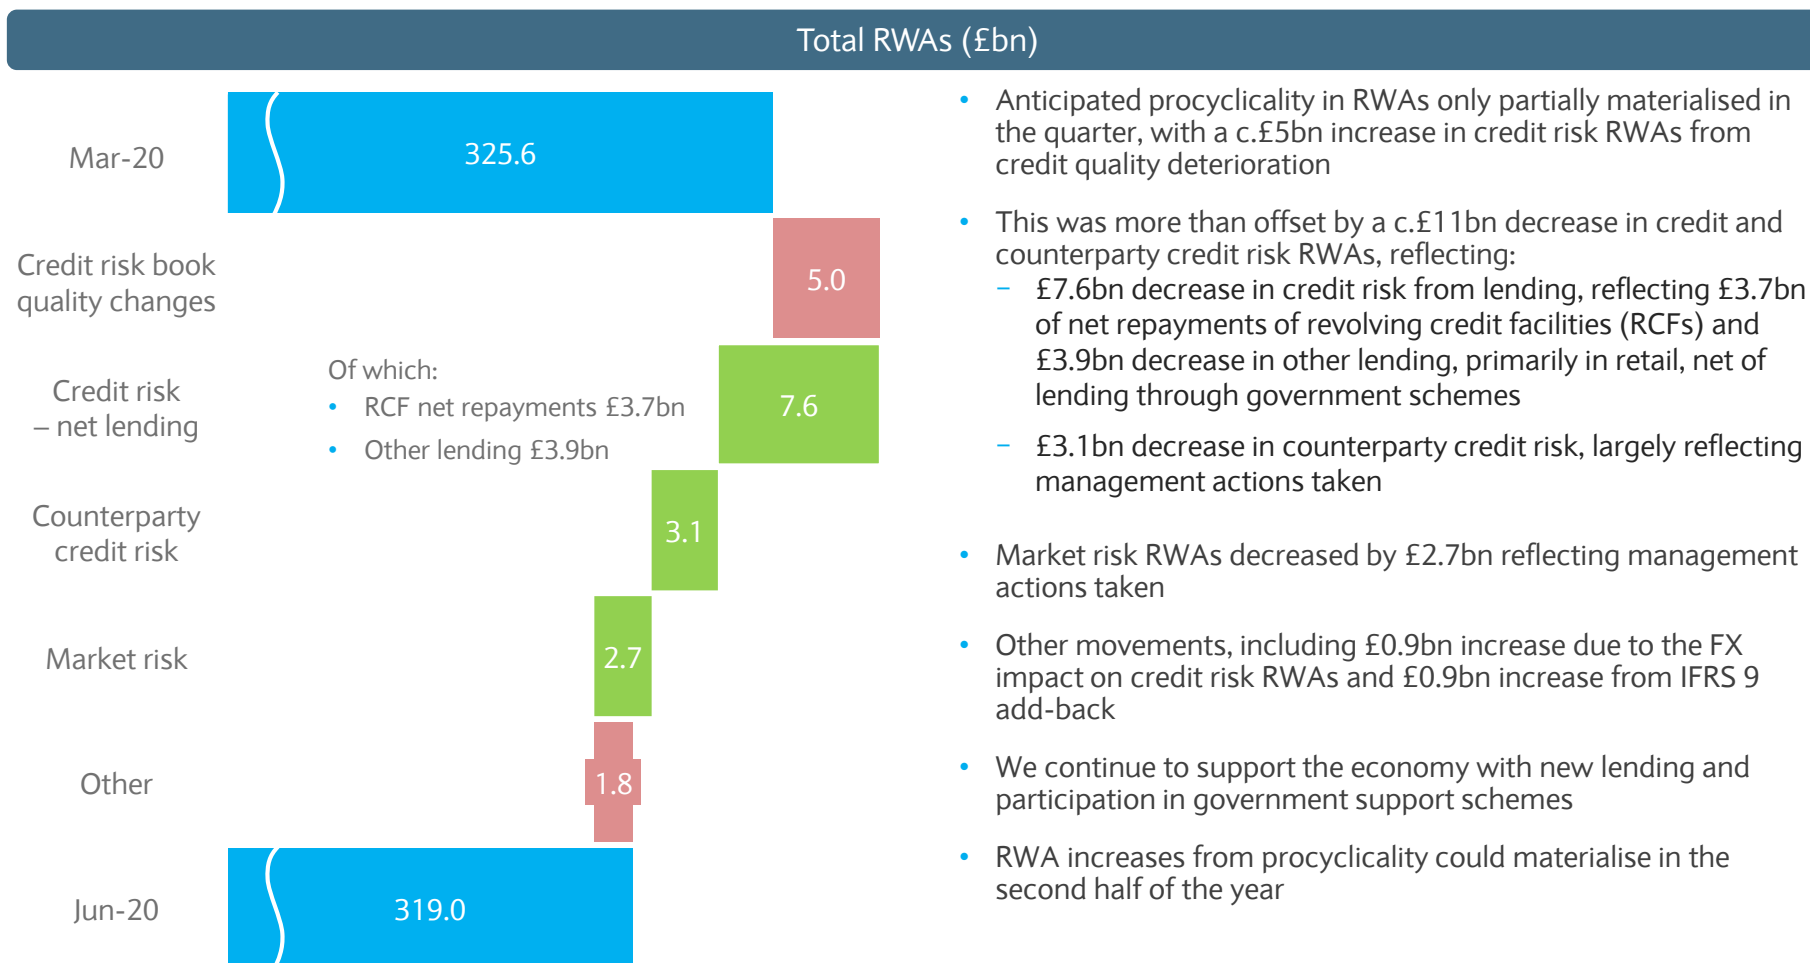 Total RWAs (£bn)
Mar-20
325.6
Credit risk book
quality changes
5.0
Credit risk
– net lending
Of which:
• RCF net repayments £3.7bn
• Other lending £3.9bn
7.6
Counterparty
credit risk
3.1
Market risk
2.7
Other
1.8
Jun-20
319.0
• Anticipated procyclicality in RWAs only partially materialised in
the quarter, with a c.£5bn increase in credit risk RWAs from
credit quality deterioration
• This was more than offset by a c.£11bn decrease in credit and
counterparty credit risk RWAs, reflecting:
– £7.6bn decrease in credit risk from lending, reflecting £3.7bn
of net repayments of revolving credit facilities (RCFs) and
£3.9bn decrease in other lending, primarily in retail, net of
lending through government schemes
– £3.1bn decrease in counterparty credit risk, largely reflecting
management actions taken
• Market risk RWAs decreased by £2.7bn reflecting management
actions taken
• Other movements, including £0.9bn increase due to the FX
impact on credit risk RWAs and £0.9bn increase from IFRS 9
add-back
• We continue to support the economy with new lending and
participation in government support schemes
• RWA increases from procyclicality could materialise in the
second half of the year